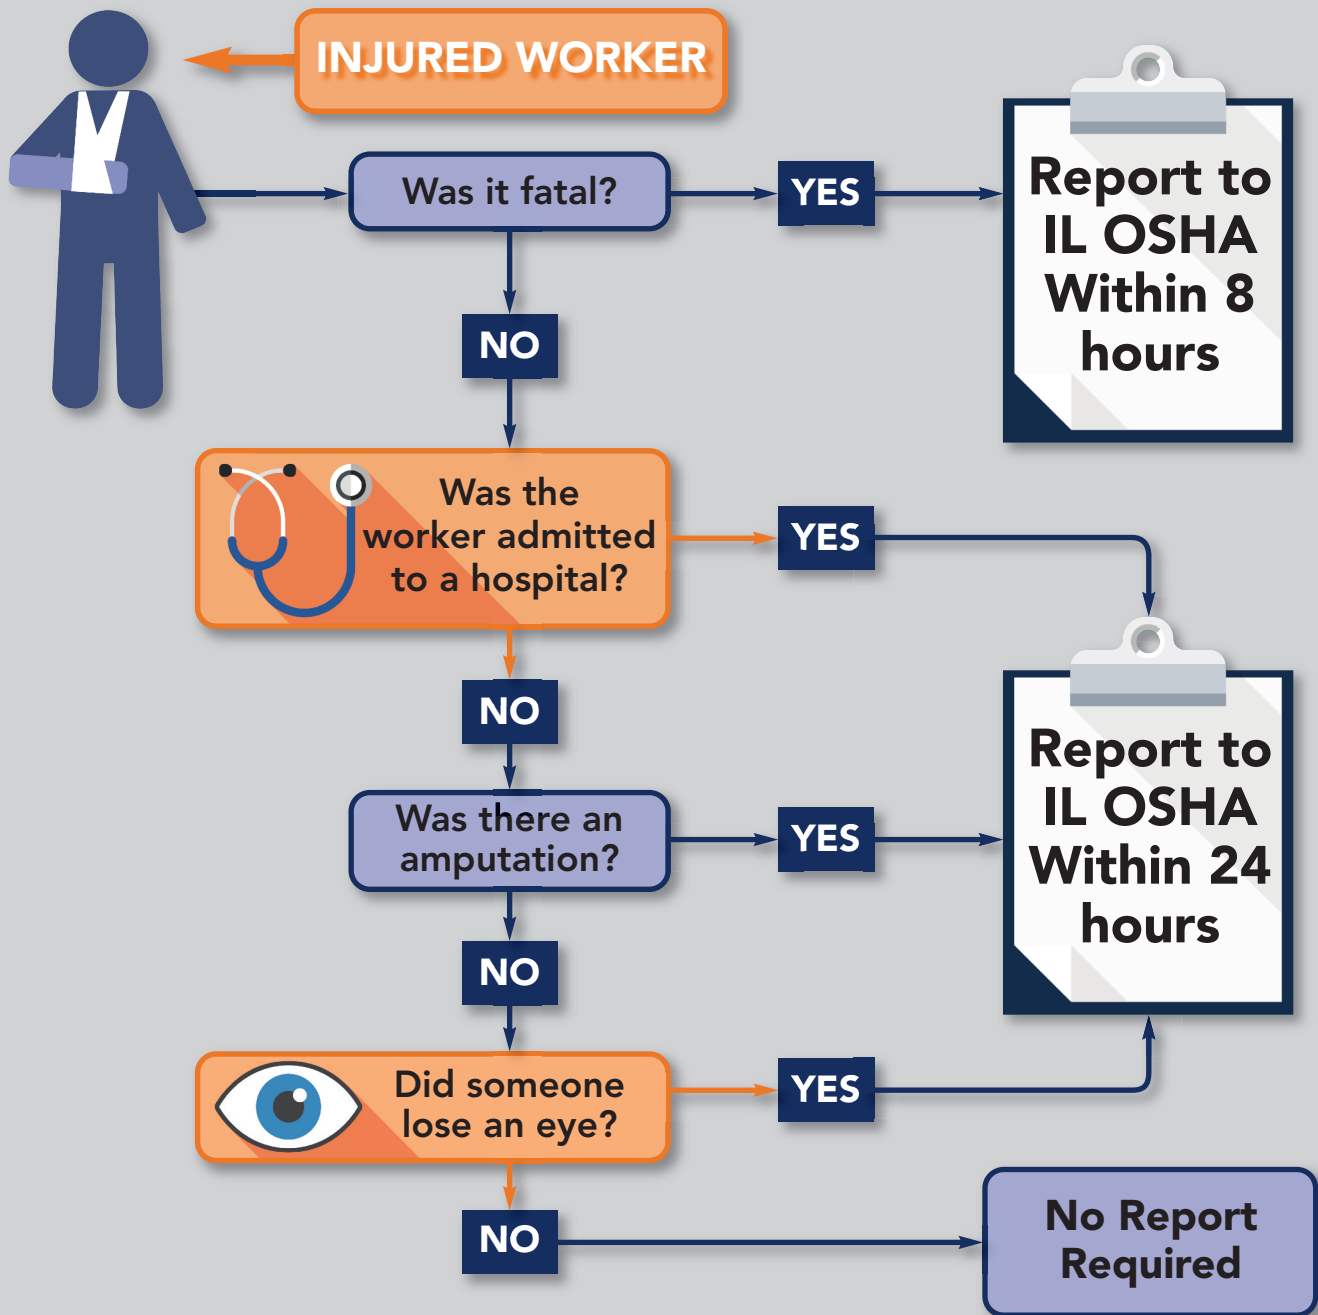 INJURED WORKER
Was it fatal?
YES
Report to
IL OSHA
Within 8
hours
NO
Was the
worker admitted
to a hospital?
YES
NO
Was there an
amputation?
YES
Report to
IL OSHA
Within 24
hours
NO
Did someone
lose an eye?
YES
NO
No Report
Required